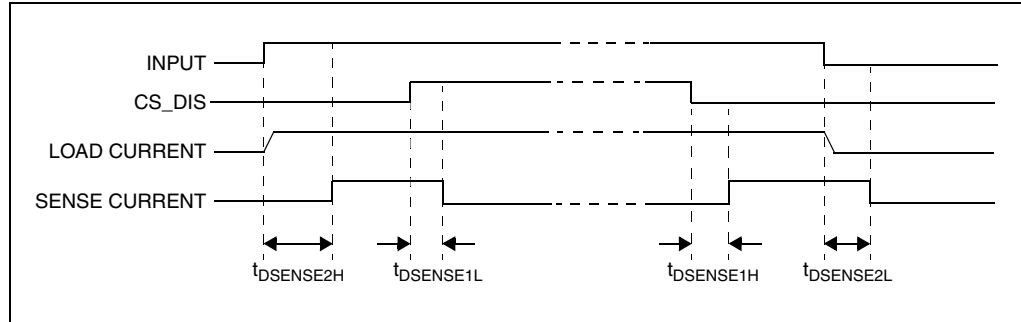 INPUT
CS_DIS
LOAD CURRENT
SENSE CURRENT
tDSENSE2H
tDSENSE1L
tDSENSE1H
tDSENSE2L